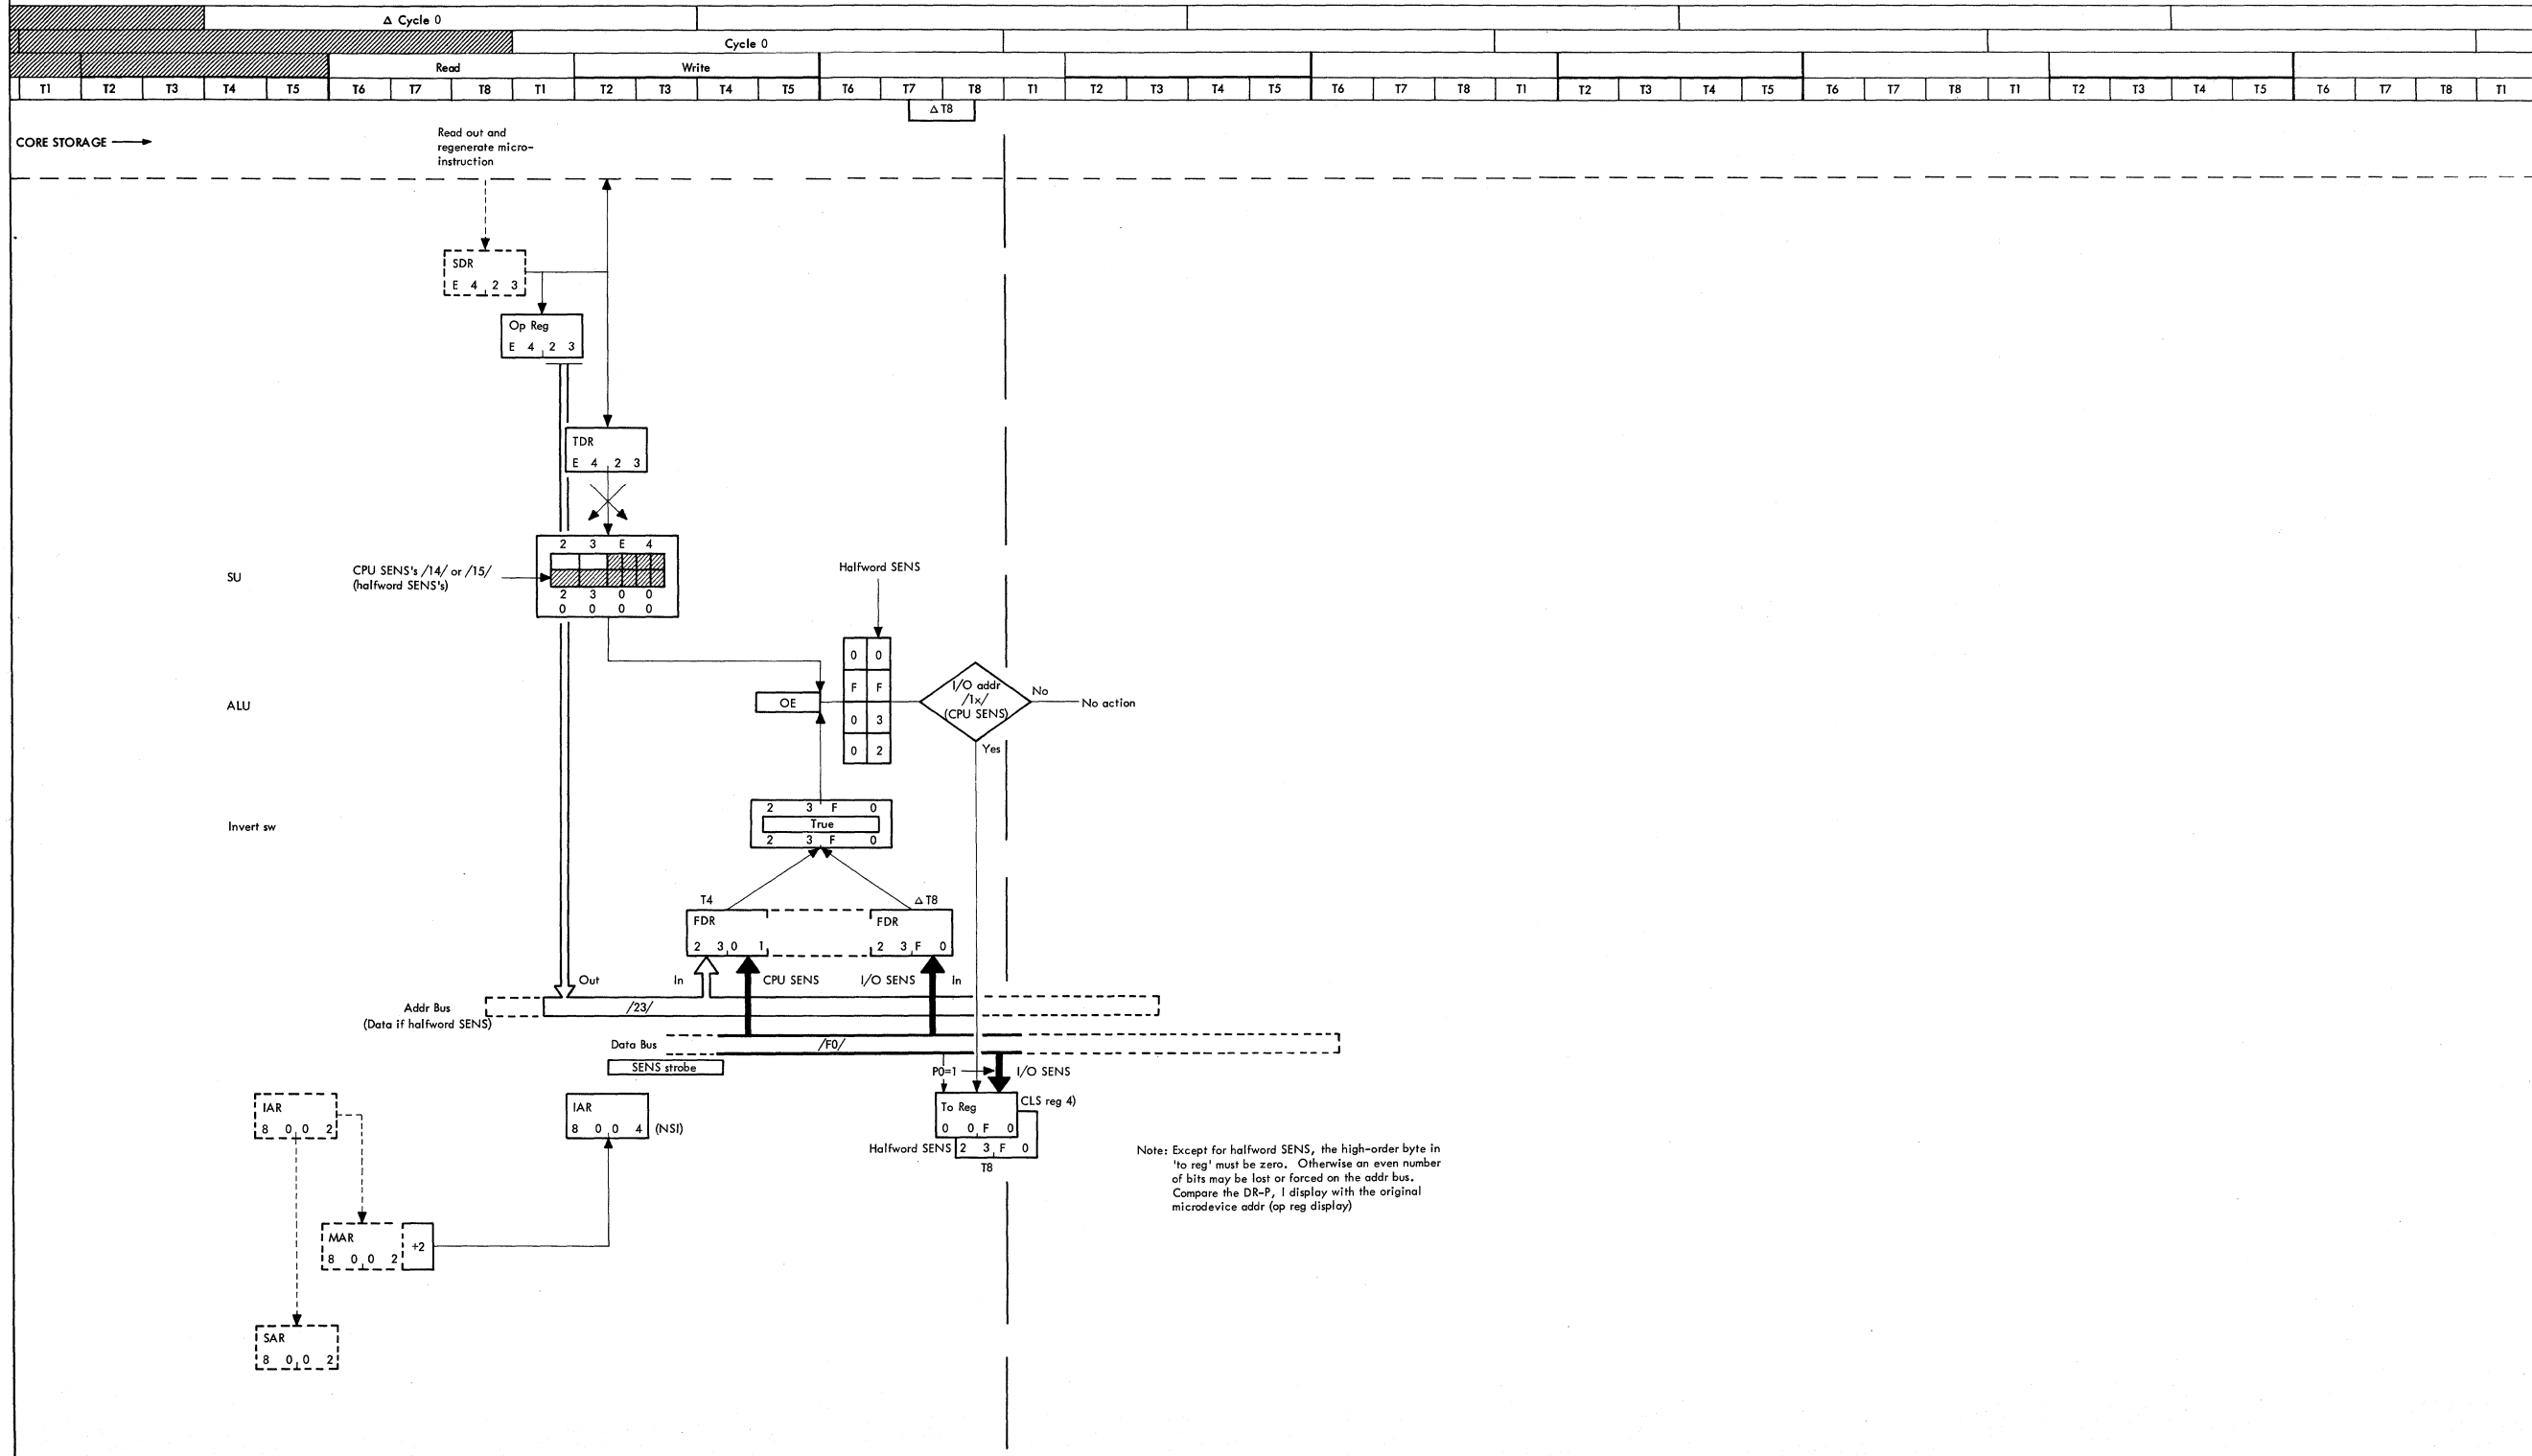 Δ Cycle 0
Cycle 0
Read Write
T1 T2 T3 T4 T5 T6 T7 T8 T1 T2 T3 T4 T5 T6 T7 T8 T1 T2 T3 T4 T5 T6 T7 T8 T1 T2 T3 T4 T5 T6 T7 T8 T1 T2 T3 T4 T5 T6 T7 T8 T1
Δ T8
CORE STORAGE
Read out and
regenerate micro-
instruction
SDR
E 4 2 3
Op Reg
E 4 2 3
TDR
E 4 2 3
SU
CPU SENS's /14/ or /15/
(halfword SENS's)
2 3 E 4
2 3 0 0
0 0 0 0
Halfword SENS
0 0
F F
0 3
0 2
ALU
OE
I/O addr
/1x/
(CPU SENS)
No
No action
Yes
Invert sw
2 3 F 0
True
2 3 F 0
T4
FDR
2 3 0 1
Δ T8
FDR
2 3 F 0
Out
In
CPU SENS
I/O SENS
In
Addr Bus
(Data if halfword SENS)
/23/
Data Bus
/F0/
SENS strobe
P0=1
I/O SENS
IAR
8 0 0 2
IAR
8 0 0 4
(NSI)
To Reg
0 0 F 0
CLS reg 4)
Halfword SENS
2 3 F 0
T8
Note: Except for halfword SENS, the high-order byte in
'to reg' must be zero. Otherwise an even number
of bits may be lost or forced on the addr bus.
Compare the DR-P, I display with the original
microdevice addr (op reg display)
MAR
8 0 0 2
+2
SAR
8 0 0 2